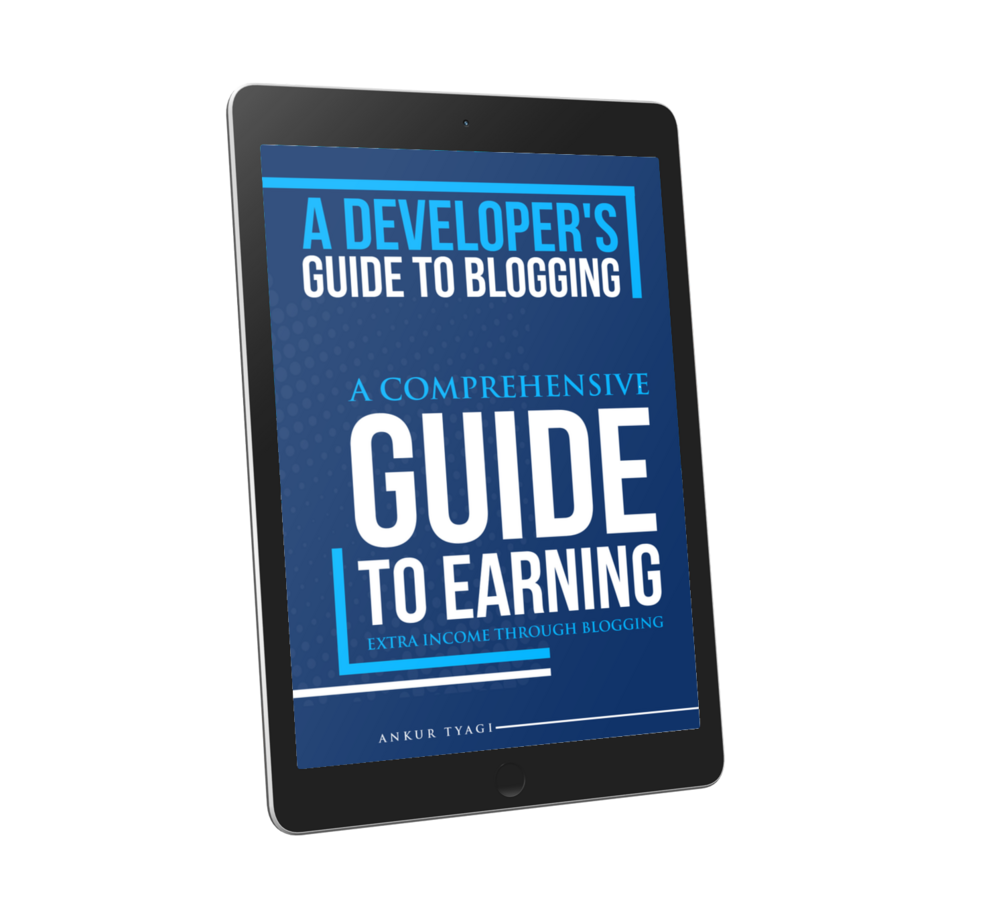 A DEVELOPER'S
GUIDE TO BLOGGING
A COMPREHENSIVE
GUIDE
TO EARNING
EXTRA INCOME THROUGH BLOGGING
ANKUR TYAGI